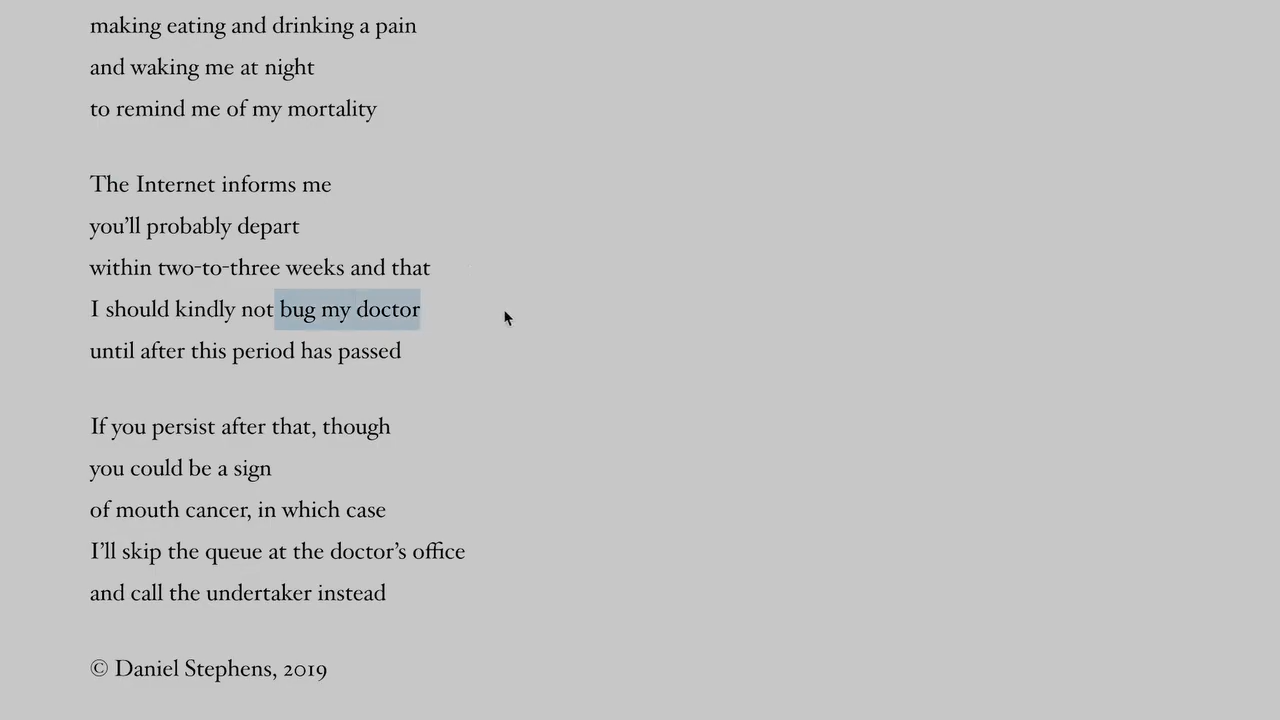 making eating and drinking a pain
and waking me at night
to remind me of my mortality
The Internet informs me
you’ll probably depart
within two-to-three weeks and that
I should kindly not bug my doctor
until after this period has passed
If you persist after that, though
you could be a sign
of mouth cancer, in which case
I’ll skip the queue at the doctor’s office
and call the undertaker instead
© Daniel Stephens, 2019